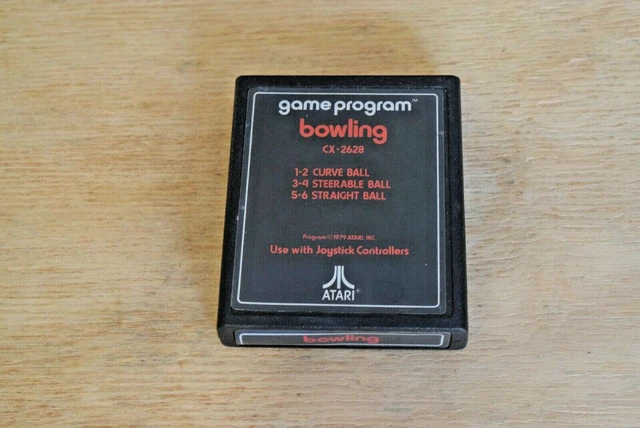 game program™
bowling
CX-2628
1-2 CURVE BALL
3-4 STEERABLE BALL
5-6 STRAIGHT BALL
Program © 1979 ATARI, INC.
Use with Joystick Controllers
ATARI®
bowling